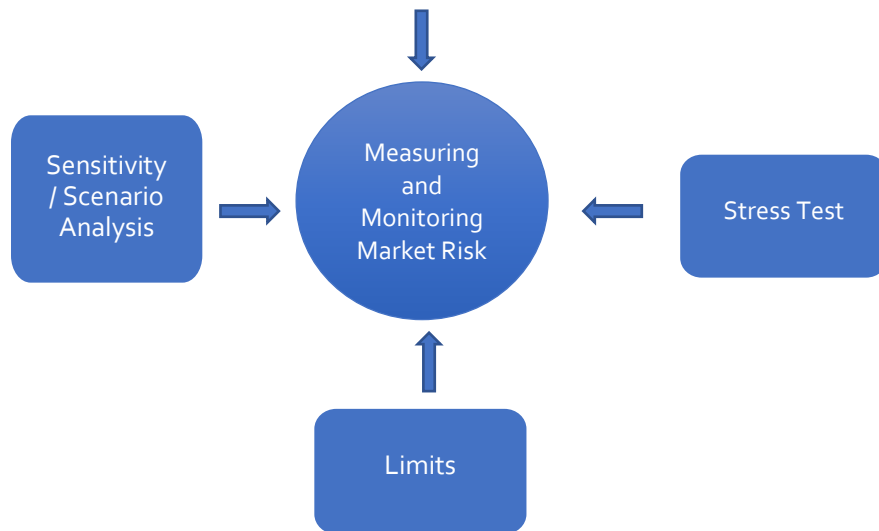 Sensitivity
/ Scenario
Analysis
Measuring
and
Monitoring
Market Risk
Stress Test
Limits